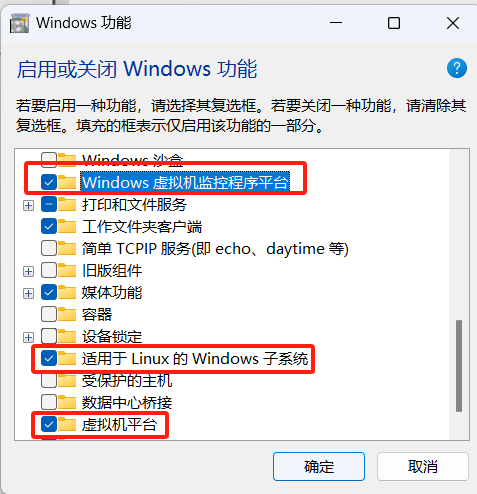 Windows 功能
启用或关闭 Windows 功能
若要启用一种功能，请选择其复选框。若要关闭一种功能，请清除其
复选框。填充的框表示仅启用该功能的一部分。
Windows 沙盒
Windows 虚拟机监控程序平台
打印和文件服务
工作文件夹客户端
简单 TCPIP 服务(即 echo、daytime 等)
旧版组件
媒体功能
容器
设备锁定
适用于 Linux 的 Windows 子系统
受保护的主机
数据中心桥接
虚拟机平台
确定
取消